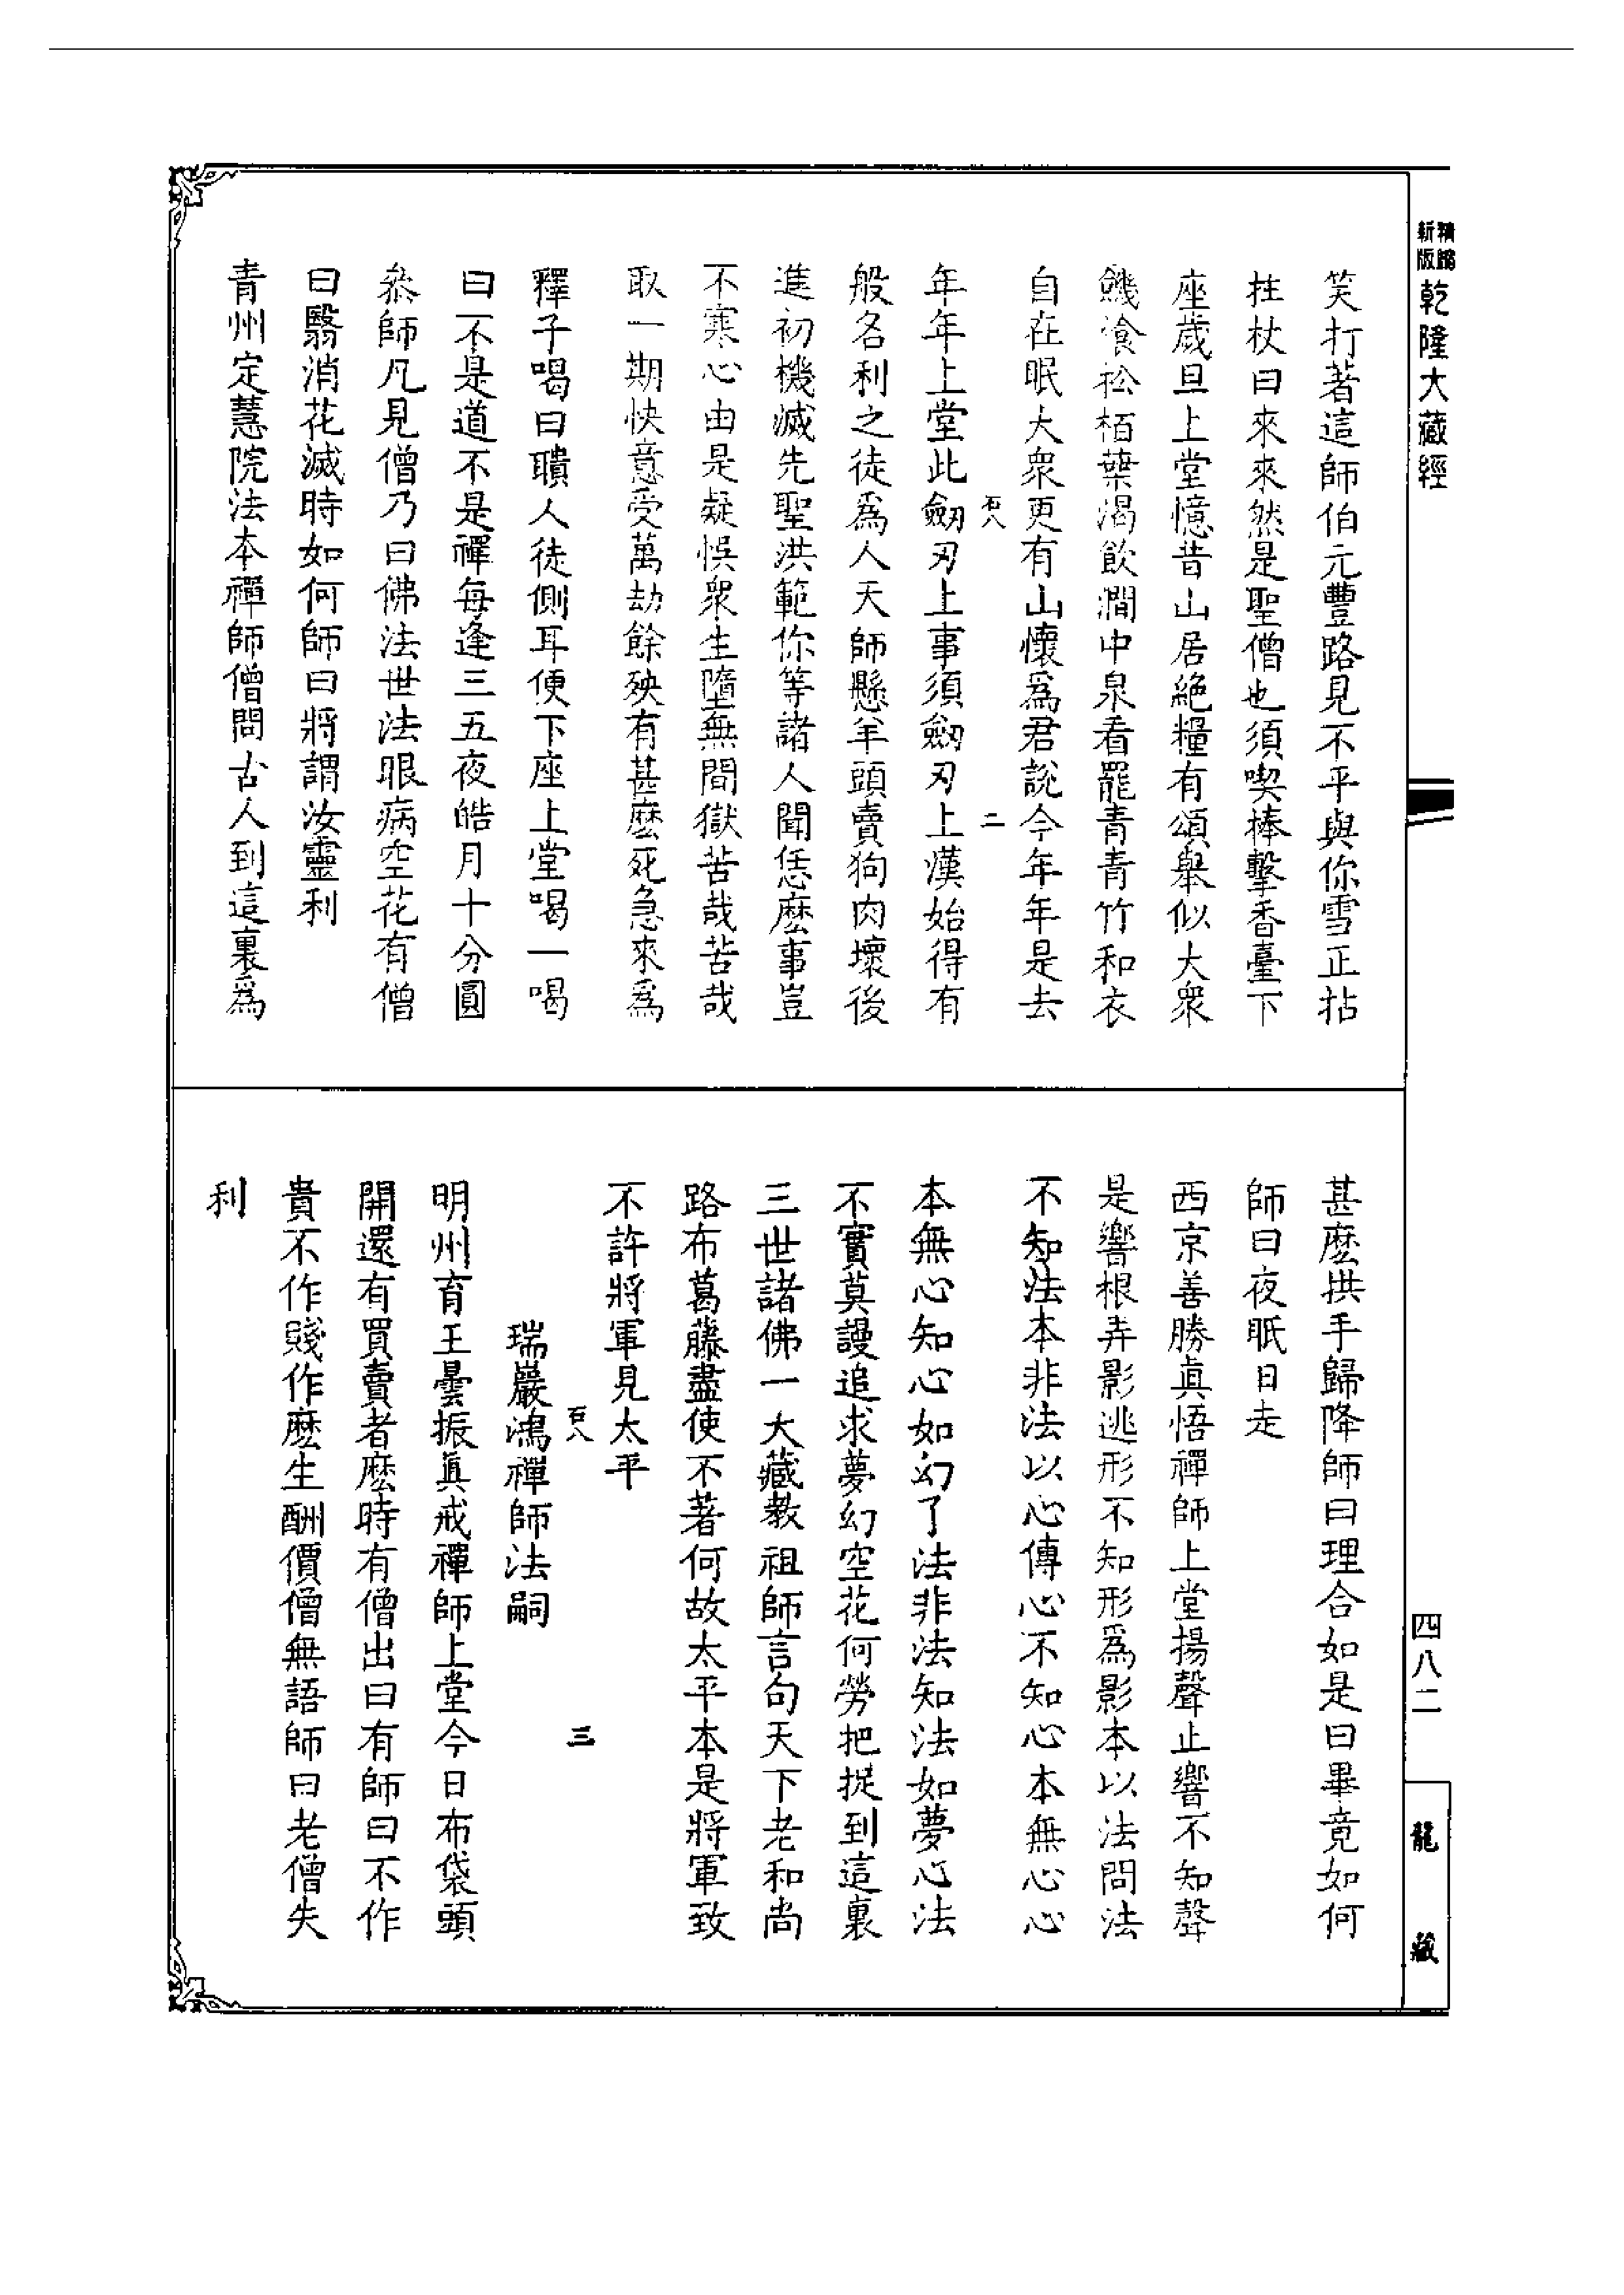 精縮新版乾隆大藏經
笑打著這師伯元豐路見不平與你雪正拈
拄杖曰來來然是聖僧也須喫棒擊香臺下
座歲旦上堂憶昔山居絕糧有頌舉似大衆
饑飡松栢葉渴飲澗中泉看罷青青竹和衣
自在眠大衆更有山懷爲君說今年年是去
石八 二
年年上堂此劒刃上事須劒刃上漢始得有
般名利之徒爲人天師懸羊頭賣狗肉壞後
進初機滅先聖洪範你等諸人聞恁麽事豈
不寒心由是疑悞衆生墮無間獄苦哉苦哉
取一期快意受萬劫餘殃有甚麽死急來爲
釋子喝曰瞶人徒側耳便下座上堂喝一喝
曰不是道不是禪每逢三五夜皓月十分圓
叅師凡見僧乃曰佛法世法眼病空花有僧
曰翳消花滅時如何師曰將謂汝靈利
青州定慧院法本禪師僧問古人到這裏爲
甚麽拱手歸降師曰理合如是曰畢竟如何
師曰夜眠日走
西京善勝眞悟禪師上堂揚聲止響不知聲
是響根弄影逃形不知形爲影本以法問法
不知法本非法以心傳心不知心本無心心
本無心知心如幻了法非法知法如夢心法
不實莫謾追求夢幻空花何勞把捉到這裏
三世諸佛一大藏教祖師言句天下老和尚
路布葛藤盡使不著何故太平本是將軍致
不許將軍見太平
石八 三
瑞巖鴻禪師法嗣
明州育王曇振眞戒禪師上堂今日布袋頭
開還有買賣者麽時有僧出曰有師曰不作
貴不作賤作麽生酬價僧無語師曰老僧失
利
四八二
龍藏